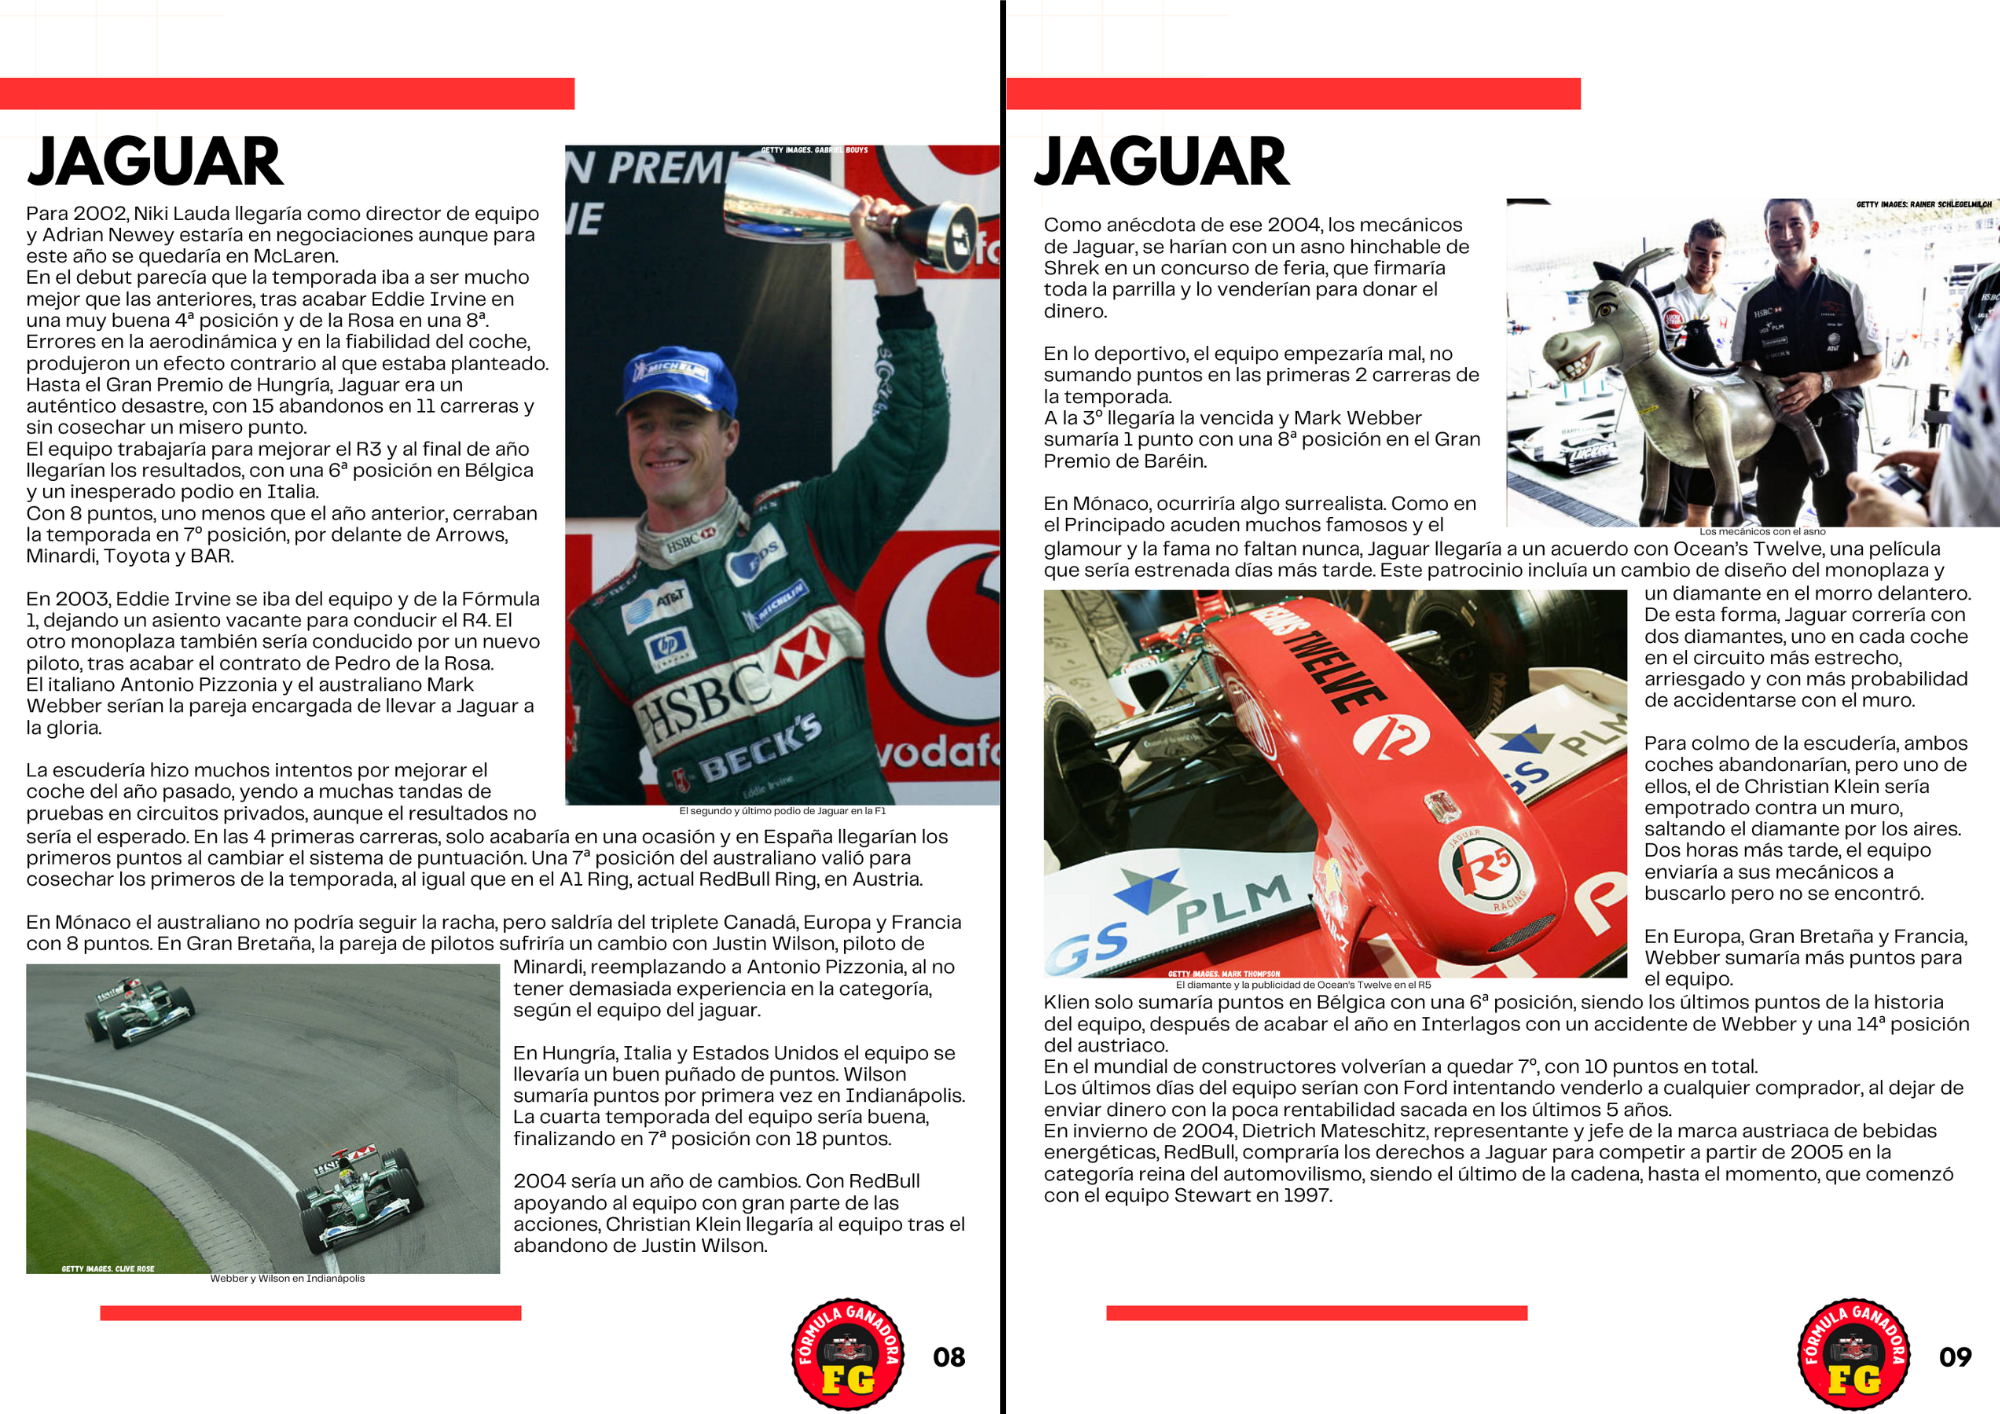 JAGUAR
Para 2002, Niki Lauda llegaría como director de equipo
y Adrian Newey estaría en negociaciones aunque para
este año se quedaría en McLaren.
En el debut parecía que la temporada iba a ser mucho
mejor que las anteriores, tras acabar Eddie Irvine en
una muy buena 4ª posición y de la Rosa en una 8ª.
Errores en la aerodinámica y en la fiabilidad del coche,
produjeron un efecto contrario al que estaba planteado.
Hasta el Gran Premio de Hungría, Jaguar era un
auténtico desastre, con 15 abandonos en 11 carreras y
sin cosechar un misero punto.
El equipo trabajaría para mejorar el R3 y al final de año
llegarían los resultados, con una 6ª posición en Bélgica
y un inesperado podio en Italia.
Con 8 puntos, uno menos que el año anterior, cerraban
la temporada en 7º posición, por delante de Arrows,
Minardi, Toyota y BAR.
En 2003, Eddie Irvine se iba del equipo y de la Fórmula
1, dejando un asiento vacante para conducir el R4. El
otro monoplaza también sería conducido por un nuevo
piloto, tras acabar el contrato de Pedro de la Rosa.
El italiano Antonio Pizzonia y el australiano Mark
Webber serían la pareja encargada de llevar a Jaguar a
la gloria.
La escudería hizo muchos intentos por mejorar el
coche del año pasado, yendo a muchas tandas de
pruebas en circuitos privados, aunque el resultados no
sería el esperado. En las 4 primeras carreras, solo acabaría en una ocasión y en España llegarían los
primeros puntos al cambiar el sistema de puntuación. Una 7ª posición del australiano valió para
cosechar los primeros de la temporada, al igual que en el A1 Ring, actual RedBull Ring, en Austria.
En Mónaco el australiano no podría seguir la racha, pero saldría del triplete Canadá, Europa y Francia
con 8 puntos. En Gran Bretaña, la pareja de pilotos sufriría un cambio con Justin Wilson, piloto de
Minardi, reemplazando a Antonio Pizzonia, al no
tener demasiada experiencia en la categoría,
según el equipo del jaguar.
En Hungría, Italia y Estados Unidos el equipo se
llevaría un buen puñado de puntos. Wilson
sumaría puntos por primera vez en Indianápolis.
La cuarta temporada del equipo sería buena,
finalizando en 7ª posición con 18 puntos.
2004 sería un año de cambios. Con RedBull
apoyando al equipo con gran parte de las
acciones, Christian Klein llegaría al equipo tras el
abandono de Justin Wilson.
GETTY IMAGES. GABRIEL BOUYS
N PREMIO
NE
MICHELIN
HSBC
FDS
AT&T
MICHELIN
hp
HSBC
BECK'S
Eddie Irvine
vodafo
El segundo y último podio de Jaguar en la F1
HSBC
GETTY IMAGES. CLIVE ROSE
Webber y Wilson en Indianápolis
FÓRMULA GANADORA
FG
08
JAGUAR
Como anécdota de ese 2004, los mecánicos
de Jaguar, se harían con un asno hinchable de
Shrek en un concurso de feria, que firmaría
toda la parrilla y lo venderían para donar el
dinero.
En lo deportivo, el equipo empezaría mal, no
sumando puntos en las primeras 2 carreras de
la temporada.
A la 3º llegaría la vencida y Mark Webber
sumaría 1 punto con una 8ª posición en el Gran
Premio de Baréin.
En Mónaco, ocurriría algo surrealista. Como en
el Principado acuden muchos famosos y el
glamour y la fama no faltan nunca, Jaguar llegaría a un acuerdo con Ocean's Twelve, una película
que sería estrenada días más tarde. Este patrocinio incluía un cambio de diseño del monoplaza y
un diamante en el morro delantero.
De esta forma, Jaguar correría con
dos diamantes, uno en cada coche
en el circuito más estrecho,
arriesgado y con más probabilidad
de accidentarse con el muro.
Para colmo de la escudería, ambos
coches abandonarían, pero uno de
ellos, el de Christian Klein sería
empotrado contra un muro,
saltando el diamante por los aires.
Dos horas más tarde, el equipo
enviaría a sus mecánicos a
buscarlo pero no se encontró.
En Europa, Gran Bretaña y Francia,
Webber sumaría más puntos para
el equipo.
Klien solo sumaría puntos en Bélgica con una 6ª posición, siendo los últimos puntos de la historia
del equipo, después de acabar el año en Interlagos con un accidente de Webber y una 14ª posición
del austriaco.
En el mundial de constructores volverían a quedar 7º, con 10 puntos en total.
Los últimos días del equipo serían con Ford intentando venderlo a cualquier comprador, al dejar de
enviar dinero con la poca rentabilidad sacada en los últimos 5 años.
En invierno de 2004, Dietrich Mateschitz, representante y jefe de la marca austriaca de bebidas
energéticas, RedBull, compraría los derechos a Jaguar para competir a partir de 2005 en la
categoría reina del automovilismo, siendo el último de la cadena, hasta el momento, que comenzó
con el equipo Stewart en 1997.
GETTY IMAGES: RAINER SCHLEGELMILCH
LUCKY
HSBC
PLM
AT&T
Los mecánicos con el asno
TWELVE
12
JAGUAR
R5
RACING
GS PLM
GS PLM
GETTY IMAGES. MARK THOMPSON
El diamante y la publicidad de Ocean's Twelve en el R5
FÓRMULA GANADORA
FG
09